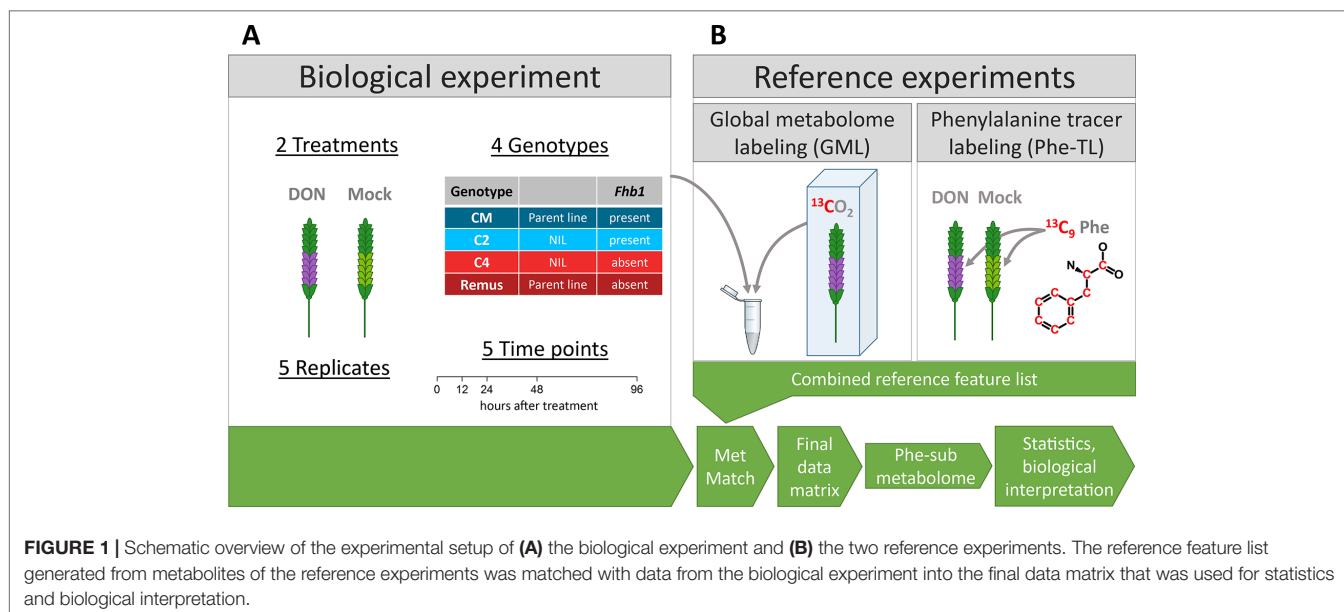 A
B
Biological experiment
Reference experiments
2 Treatments
DON Mock
5 Replicates
4 Genotypes
Genotype Fhb1
CM Parent line present
C2 NIL present
C4 NIL absent
Remus Parent line absent
5 Time points
0 12 24 48 96
hours after treatment
Global metabolome
labeling (GML)
¹³CO₂
Phenylalanine tracer
labeling (Phe-TL)
DON Mock
¹³C₉ Phe
O
N C
C O
C
C
C C
C C
C
Combined reference feature list
Met
Match
Final
data
matrix
Phe-sub
metabolome
Statistics,
biological
interpretation
FIGURE 1 | Schematic overview of the experimental setup of (A) the biological experiment and (B) the two reference experiments. The reference feature list
generated from metabolites of the reference experiments was matched with data from the biological experiment into the final data matrix that was used for statistics
and biological interpretation.